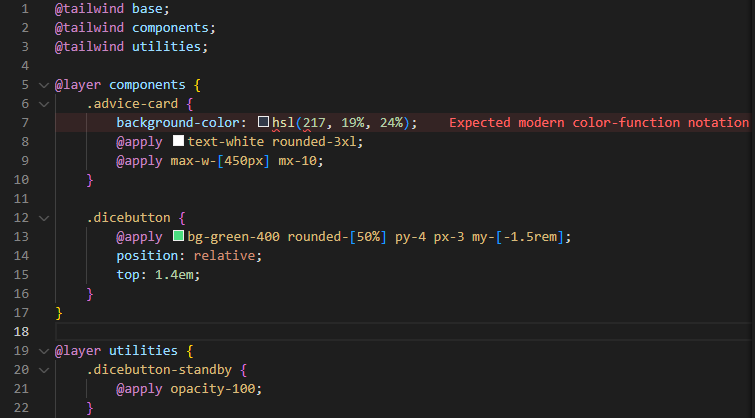 1 @tailwind base;
2 @tailwind components;
3 @tailwind utilities;
4
5 @layer components {
6 .advice-card {
7 background-color: hsl(217, 19%, 24%); Expected modern color-function notation
8 @apply text-white rounded-3xl;
9 @apply max-w-[450px] mx-10;
10 }
11
12 .dicebutton {
13 @apply bg-green-400 rounded-[50%] py-4 px-3 my-[-1.5rem];
14 position: relative;
15 top: 1.4em;
16 }
17 }
18
19 @layer utilities {
20 .dicebutton-standby {
21 @apply opacity-100;
22 }